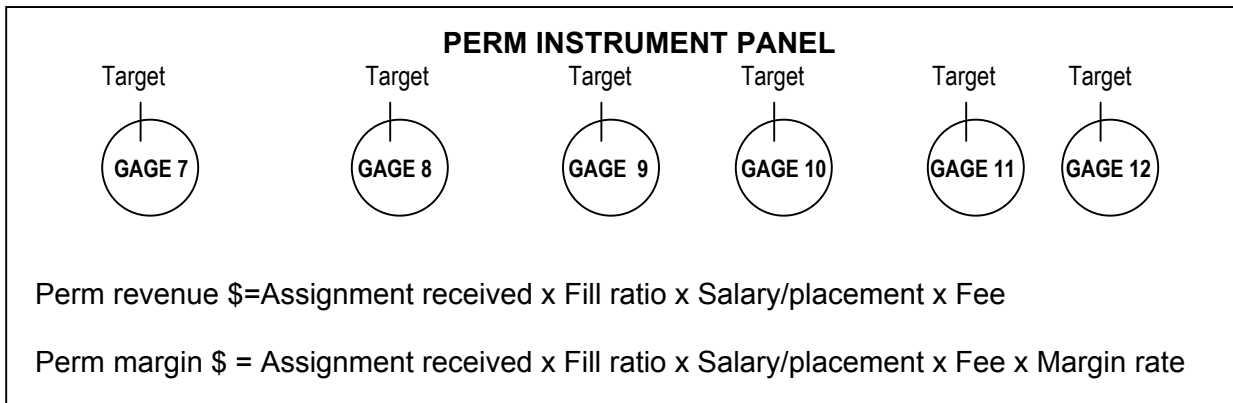 PERM INSTRUMENT PANEL
Target Target Target Target Target Target
GAGE 7 GAGE 8 GAGE 9 GAGE 10 GAGE 11 GAGE 12
Perm revenue $=Assignment received x Fill ratio x Salary/placement x Fee
Perm margin $ = Assignment received x Fill ratio x Salary/placement x Fee x Margin rate